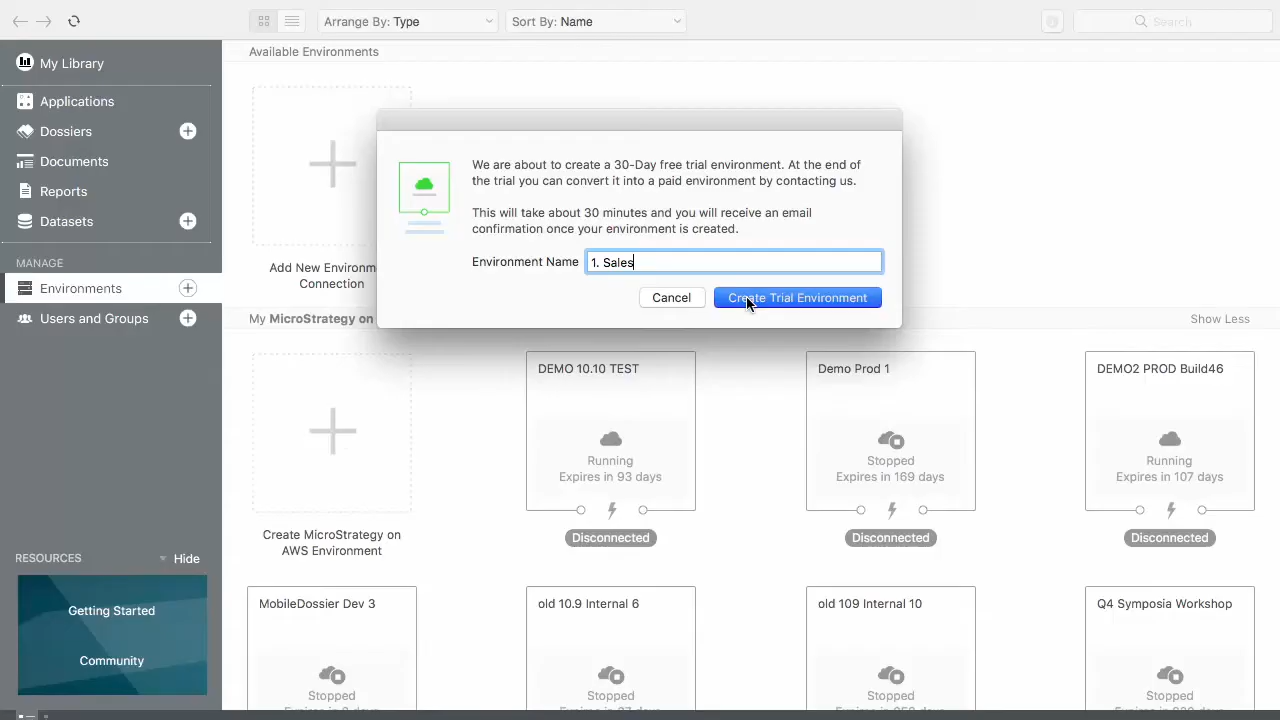 Arrange By: Type
Sort By: Name
Search
My Library
Applications
Dossiers
Documents
Reports
Datasets
MANAGE
Environments
Users and Groups
RESOURCES
Hide
Getting Started
Community
Available Environments
Add New Environm
Connection
We are about to create a 30-Day free trial environment. At the end of
the trial you can convert it into a paid environment by contacting us.
This will take about 30 minutes and you will receive an email
confirmation once your environment is created.
Environment Name 1. Sales
Cancel
Create Trial Environment
My MicroStrategy on
Show Less
Create MicroStrategy on
AWS Environment
DEMO 10.10 TEST
Running
Expires in 93 days
Disconnected
Demo Prod 1
Stopped
Expires in 169 days
Disconnected
DEMO2 PROD Build46
Running
Expires in 107 days
Disconnected
MobileDossier Dev 3
Stopped
old 10.9 Internal 6
Stopped
old 109 Internal 10
Stopped
Q4 Symposia Workshop
Stopped